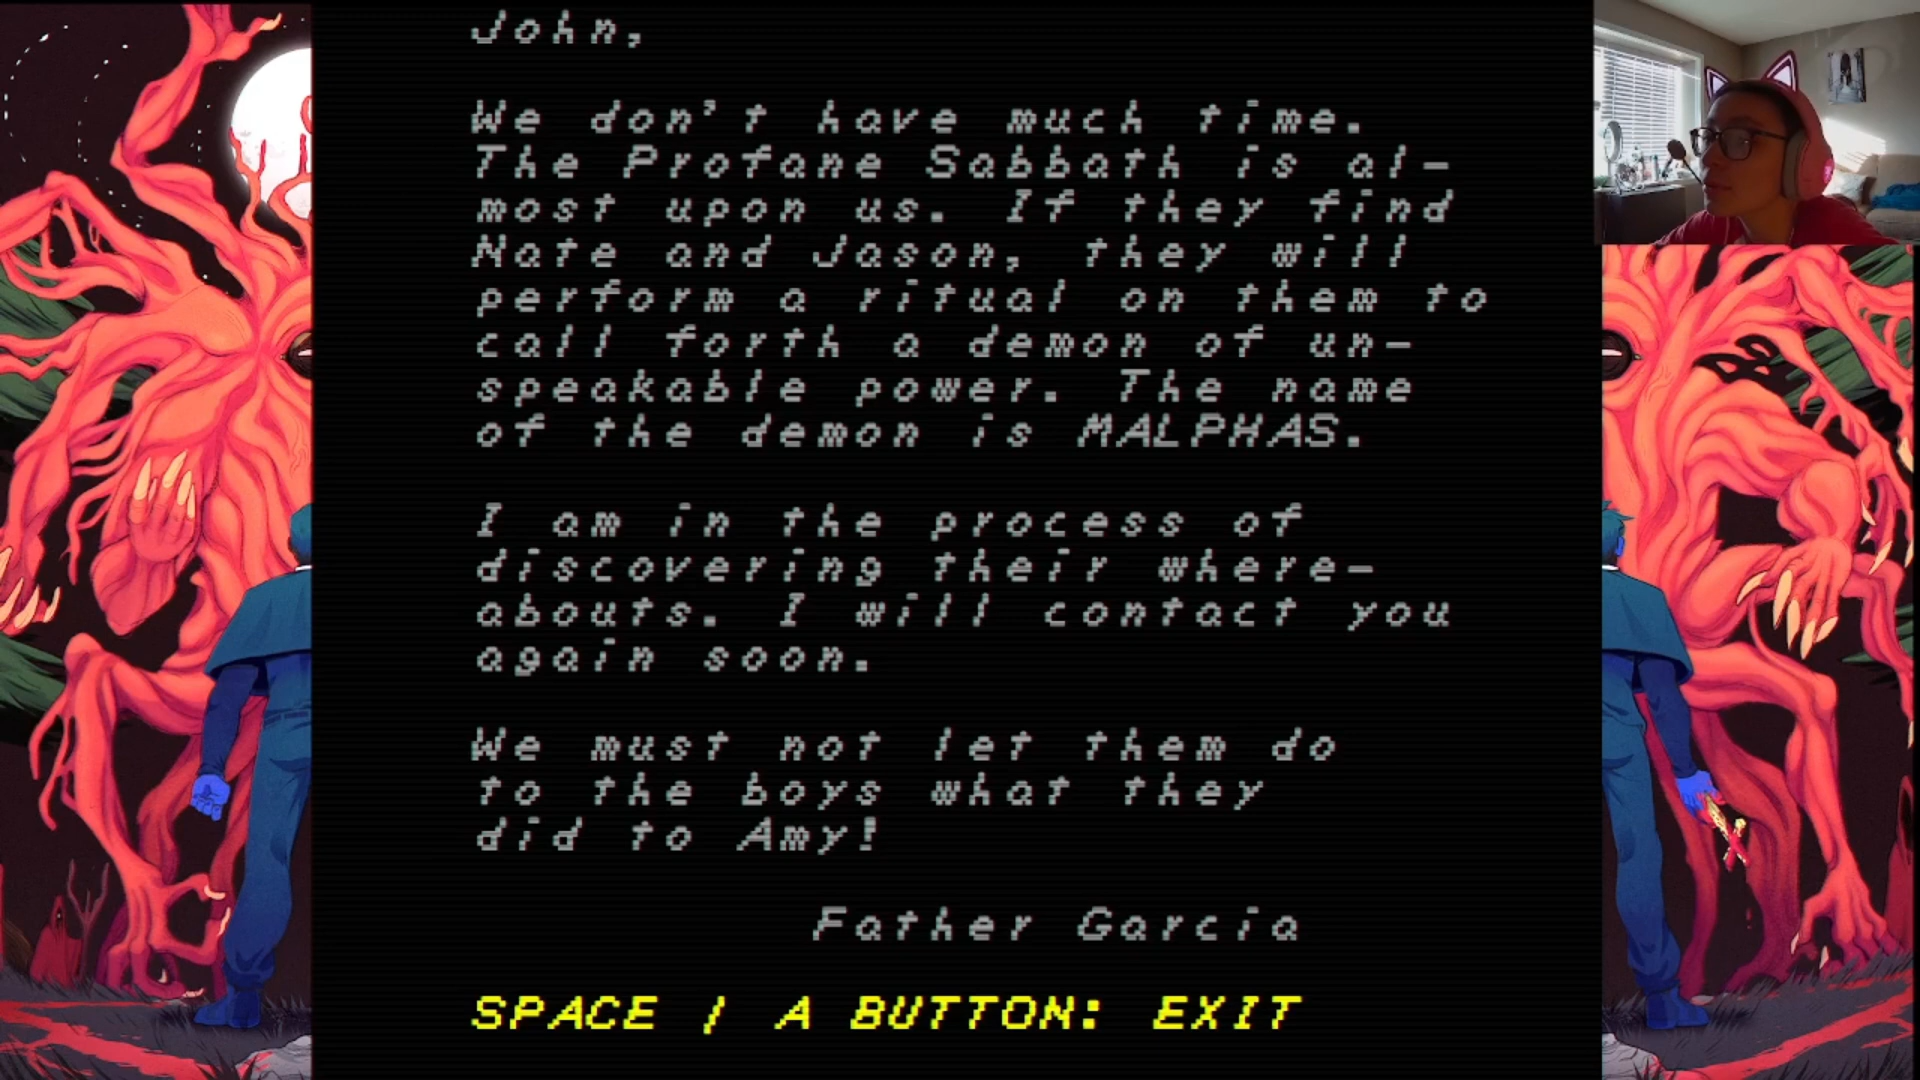 John,
We don't have much time.
The Profane Sabbath is al-
most upon us. If they find
Nate and Jason, they will
perform a ritual on them to
call forth a demon of un-
speakable power. The name
of the demon is MALPHAS.
I am in the process of
discovering their where-
abouts. I will contact you
again soon.
We must not let them do
to the boys what they
did to Amy!
Father Garcia
SPACE / A BUTTON: EXIT